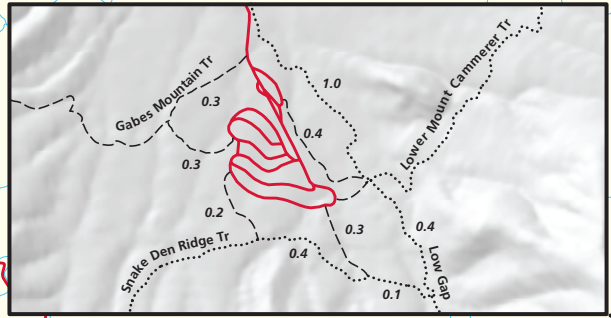 Gabes Mountain Tr
0.3
1.0
Lower Mount Cammerer Tr
0.4
0.3
0.2
0.3
0.4
Low Gap
Snake Den Ridge Tr
0.4
0.1